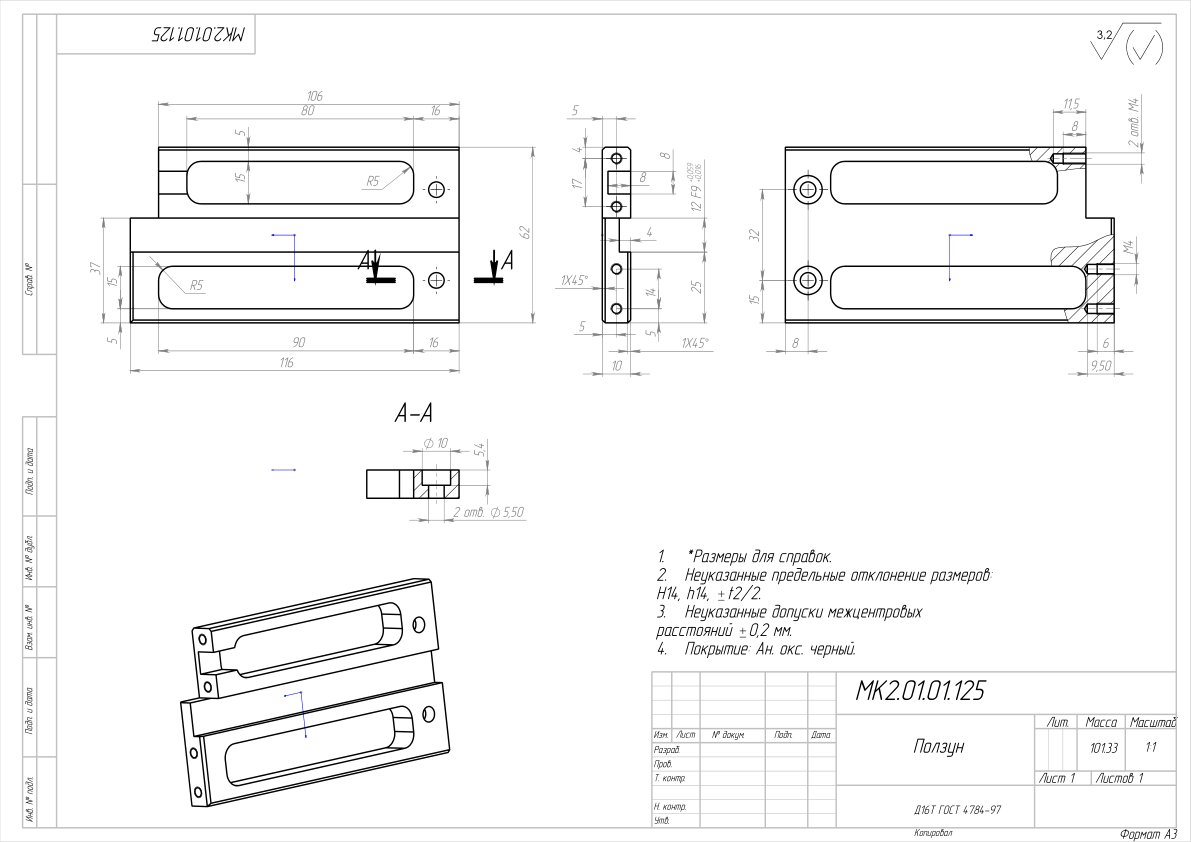 МК2.01.01.125
3,2
106
80
16
5
15
R5
62
37
15
R5
5
90
16
116
А
А
5
4
17
8
8
12 F9 +0,059 +0,016
4
1X45°
14
25
5
5
1X45°
10
11,5
8
2 отв. М4
32
15
М4
8
6
9,50
А-А
⌀10
5,4
2 отв. ⌀5,50
1. *Размеры для справок.
2. Неуказанные предельные отклонение размеров:
H14, h14, ±t2/2.
3. Неуказанные допуски межцентровых
расстояний ±0,2 мм.
4. Покрытие: Ан. окс. черный.
Справ. №
Подп. и дата
Инв. № дубл.
Взам. инв. №
Подп. и дата
Инв. № подл.
МК2.01.01.125
Изм. Лист № докум. Подп. Дата
Разраб.
Пров.
Т. контр.
Н. контр.
Утв.
Ползун
Лит. Масса Масштаб
101.33 1:1
Лист 1 Листов 1
Д16Т ГОСТ 4784-97
Копировал
Формат А3